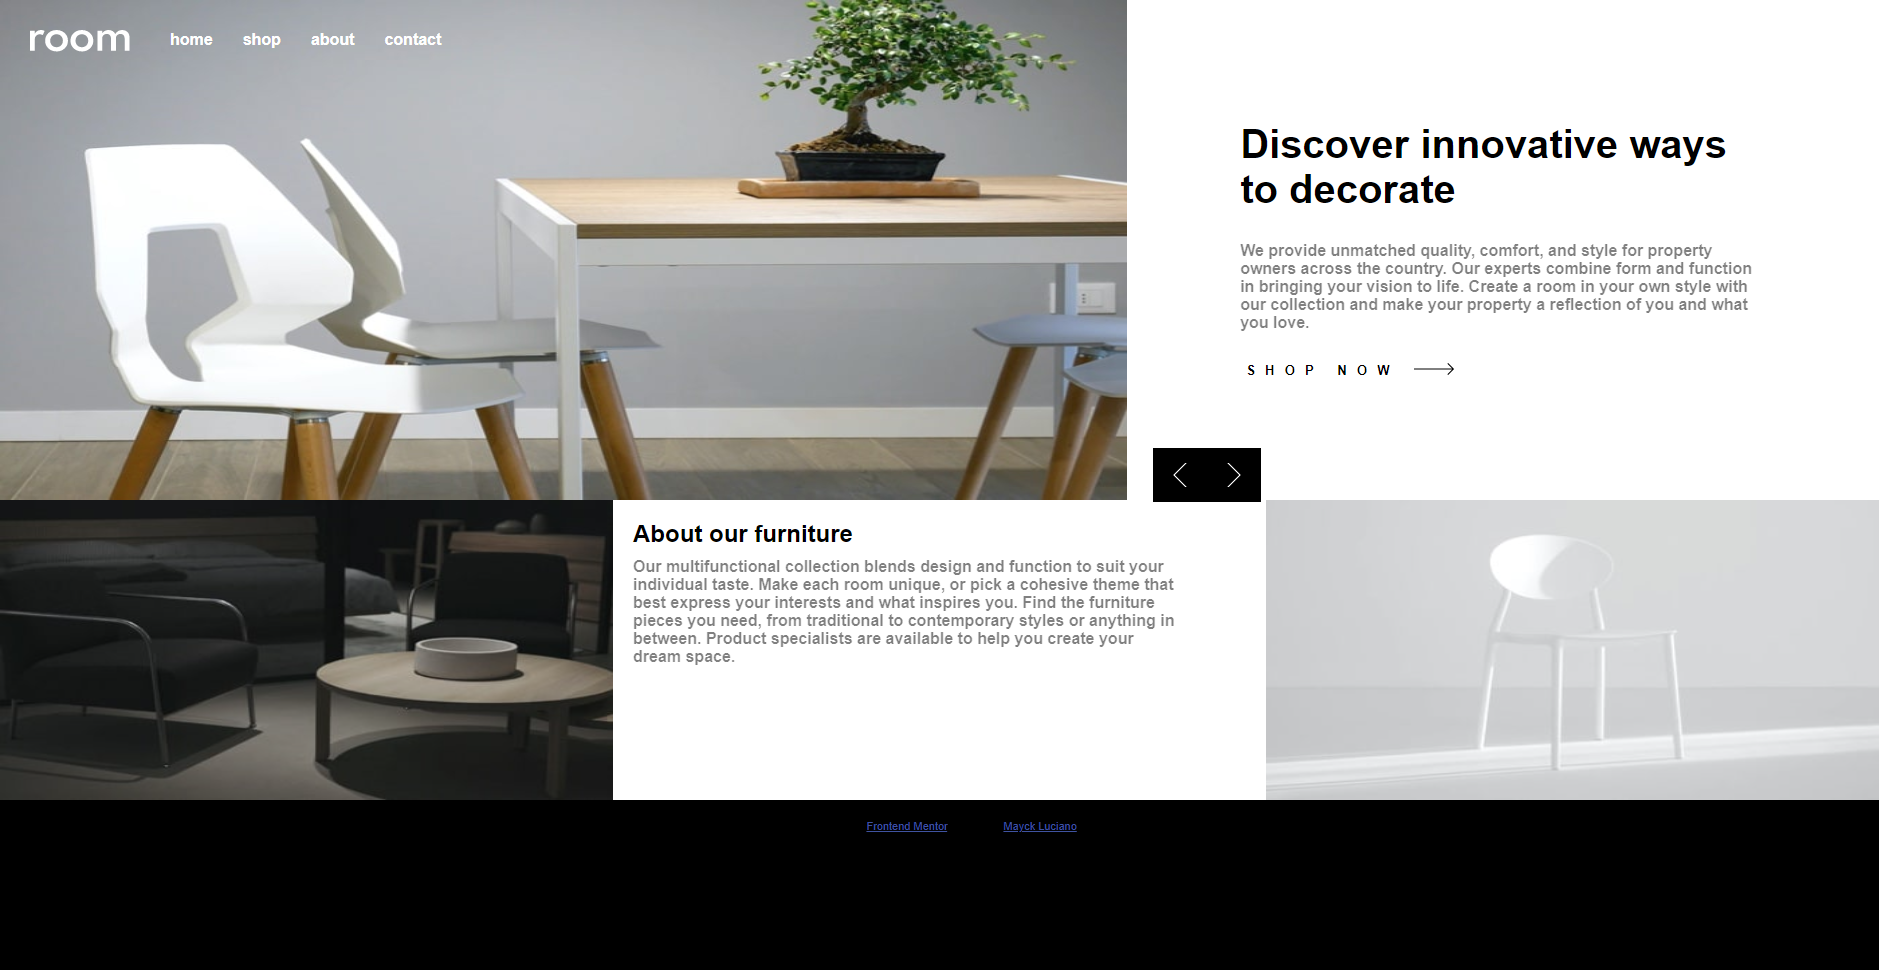 room
home shop about contact
Discover innovative ways
to decorate
We provide unmatched quality, comfort, and style for property
owners across the country. Our experts combine form and function
in bringing your vision to life. Create a room in your own style with
our collection and make your property a reflection of you and what
you love.
SHOP NOW
About our furniture
Our multifunctional collection blends design and function to suit your
individual taste. Make each room unique, or pick a cohesive theme that
best express your interests and what inspires you. Find the furniture
pieces you need, from traditional to contemporary styles or anything in
between. Product specialists are available to help you create your
dream space.
Frontend Mentor Mayck Luciano